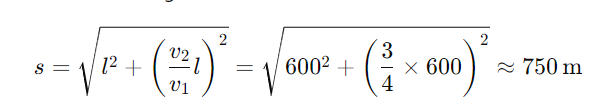 s = √(l² + (v₂/v₁ l)²) = √(600² + (3/4 × 600)²) ≈ 750 m